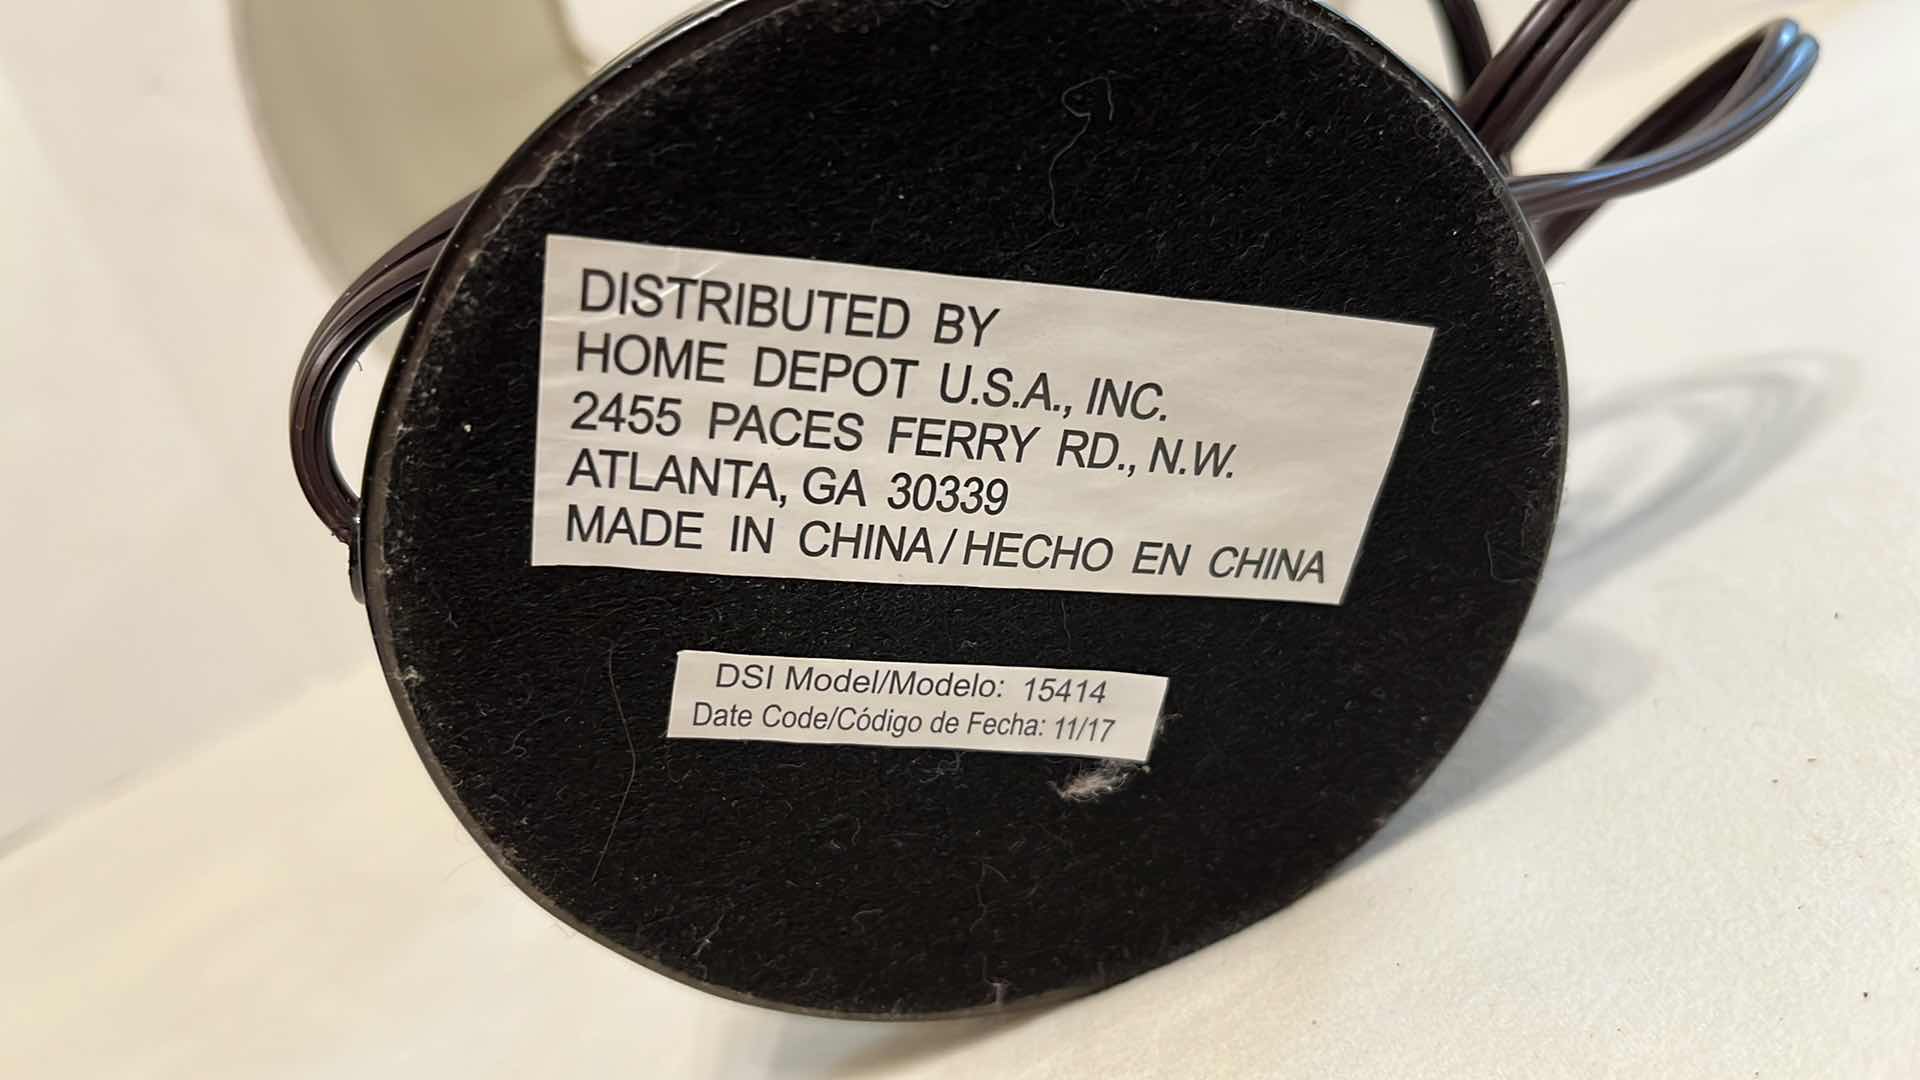 DISTRIBUTED BY
HOME DEPOT U.S.A., INC.
2455 PACES FERRY RD., N.W.
ATLANTA, GA 30339
MADE IN CHINA/HECHO EN CHINA
DSI Model/Modelo: 15414
Date Code/Código de Fecha: 11/17